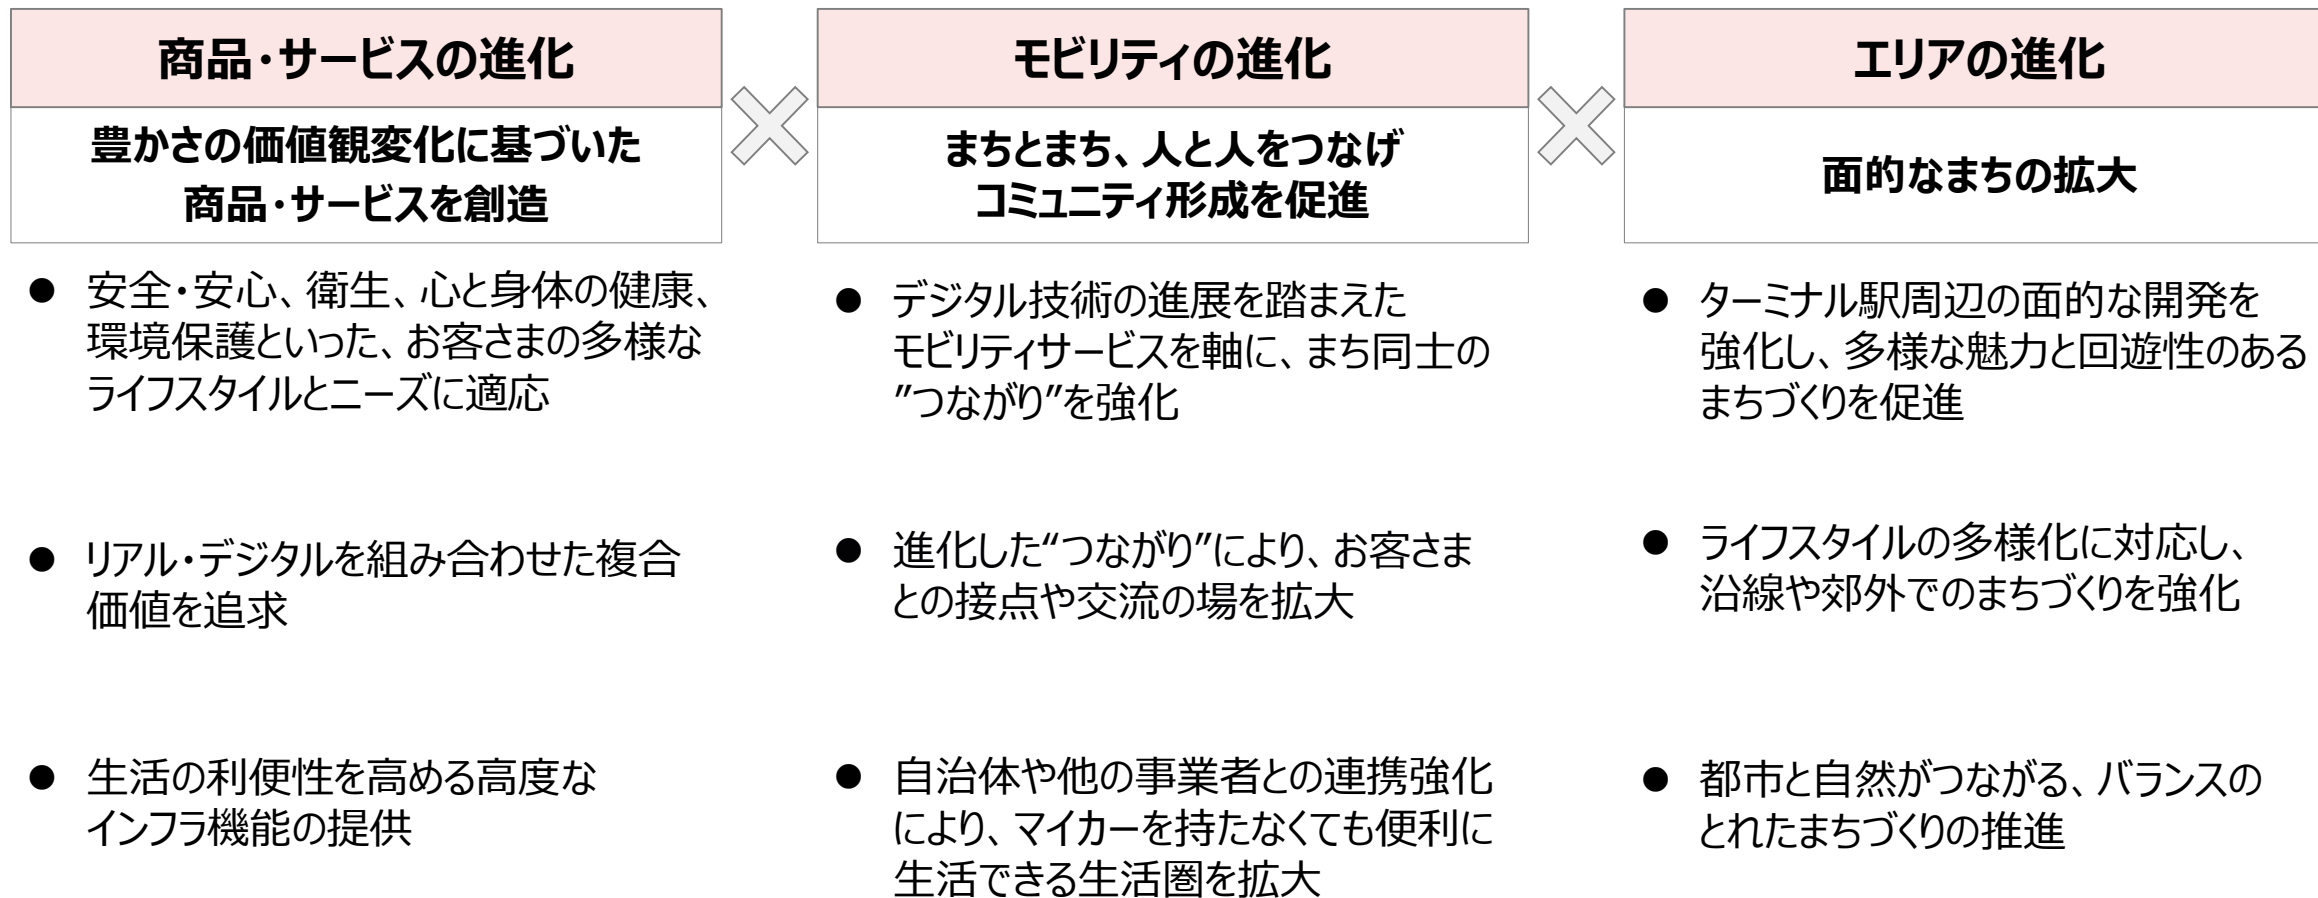 商品・サービスの進化
豊かさの価値観変化に基づいた
商品・サービスを創造
● 安全・安心、衛生、心と身体の健康、
環境保護といった、お客さまの多様な
ライフスタイルとニーズに適応
● リアル・デジタルを組み合わせた複合
価値を追求
● 生活の利便性を高める高度な
インフラ機能の提供
モビリティの進化
まちとまち、人と人をつなげ
コミュニティ形成を促進
● デジタル技術の進展を踏まえた
モビリティサービスを軸に、まち同士の
”つながり”を強化
● 進化した“つながり”により、お客さま
との接点や交流の場を拡大
● 自治体や他の事業者との連携強化
により、マイカーを持たなくても便利に
生活できる生活圏を拡大
エリアの進化
面的なまちの拡大
● ターミナル駅周辺の面的な開発を
強化し、多様な魅力と回遊性のある
まちづくりを促進
● ライフスタイルの多様化に対応し、
沿線や郊外でのまちづくりを強化
● 都市と自然がつながる、バランスの
とれたまちづくりの推進